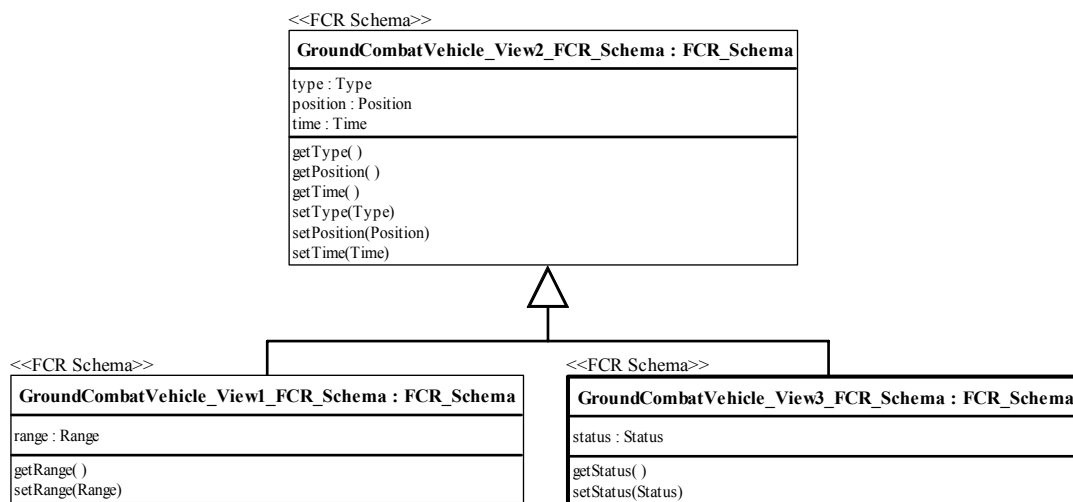 <<FCR Schema>>
GroundCombatVehicle_View2_FCR_Schema : FCR_Schema
type : Type
position : Position
time : Time
getType( )
getPosition( )
getTime( )
setType(Type)
setPosition(Position)
setTime(Time)
<<FCR Schema>>
GroundCombatVehicle_View1_FCR_Schema : FCR_Schema
range : Range
getRange( )
setRange(Range)
<<FCR Schema>>
GroundCombatVehicle_View3_FCR_Schema : FCR_Schema
status : Status
getStatus( )
setStatus(Status)